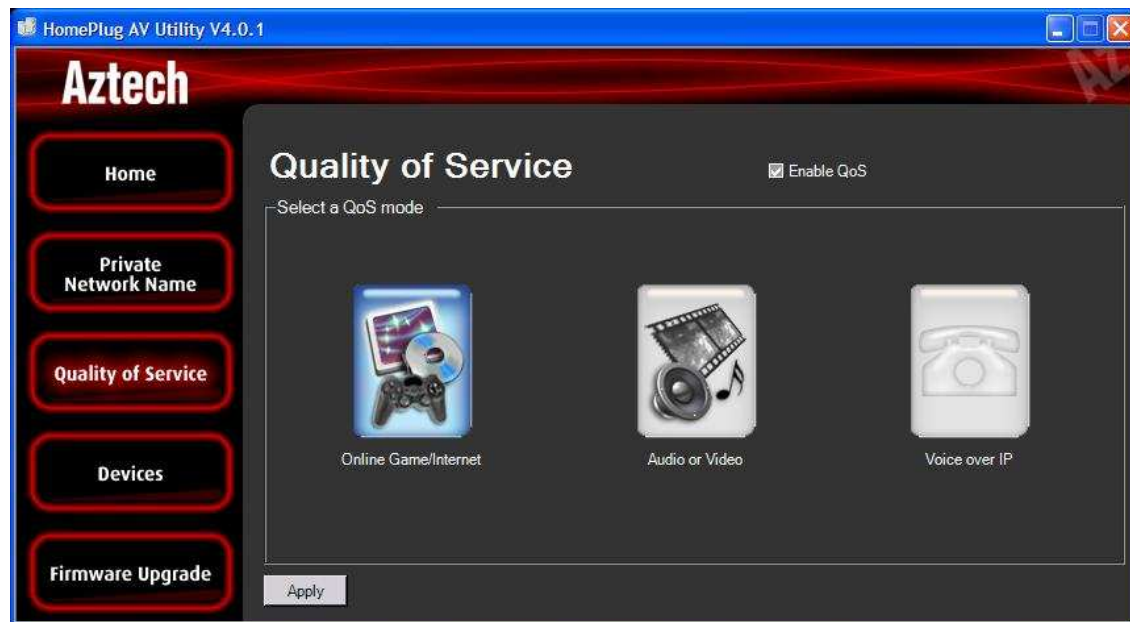 HomePlug AV Utility V4.0.1
Aztech
Az
Home
Private
Network Name
Quality of Service
Devices
Firmware Upgrade
Quality of Service
Enable QoS
Select a QoS mode
Online Game/Internet
Audio or Video
Voice over IP
Apply